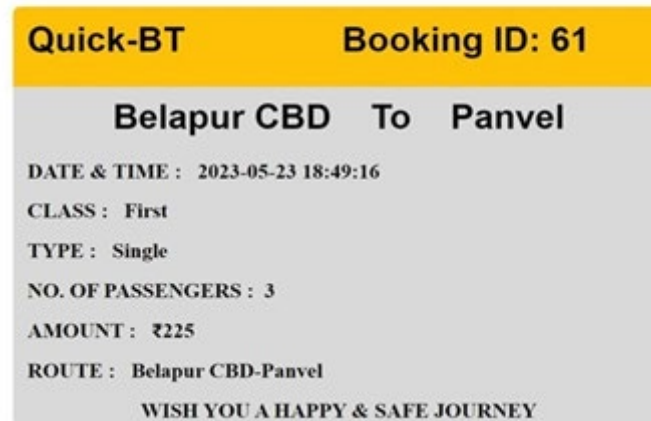 Quick-BT Booking ID: 61
Belapur CBD To Panvel
DATE & TIME : 2023-05-23 18:49:16
CLASS : First
TYPE : Single
NO. OF PASSENGERS : 3
AMOUNT : ₹225
ROUTE : Belapur CBD-Panvel
WISH YOU A HAPPY & SAFE JOURNEY